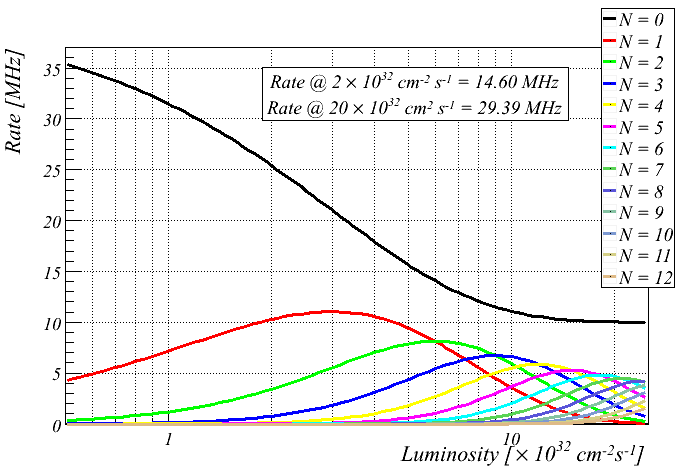 N = 0
N = 1
N = 2
N = 3
N = 4
N = 5
N = 6
N = 7
N = 8
N = 9
N = 10
N = 11
N = 12
Rate [MHz]
35
30
25
20
15
10
5
0
Rate @ 2 × 10³² cm⁻² s⁻¹ = 14.60 MHz
Rate @ 20 × 10³² cm² s⁻¹ = 29.39 MHz
1
10
Luminosity [ × 10³² cm⁻²s⁻¹]